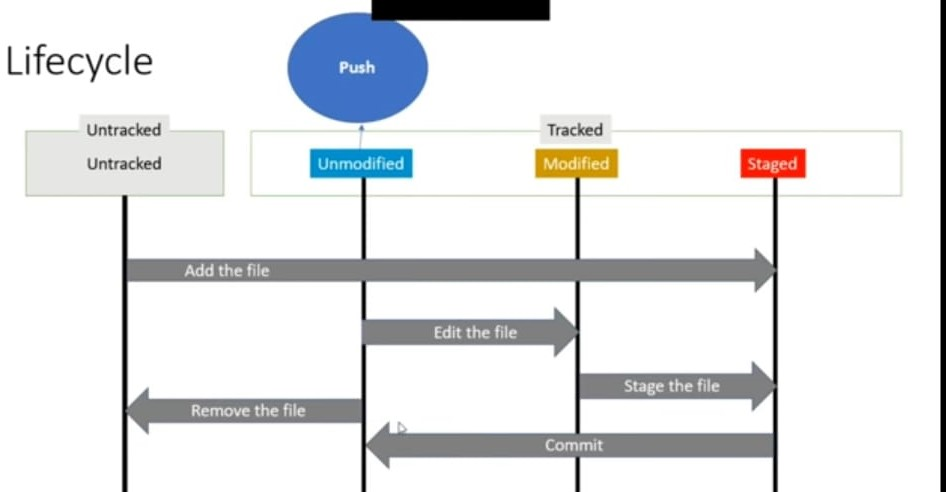 Push
Lifecycle
Untracked
Tracked
Untracked
Unmodified
Modified
Staged
Add the file
Edit the file
Stage the file
Remove the file
Commit